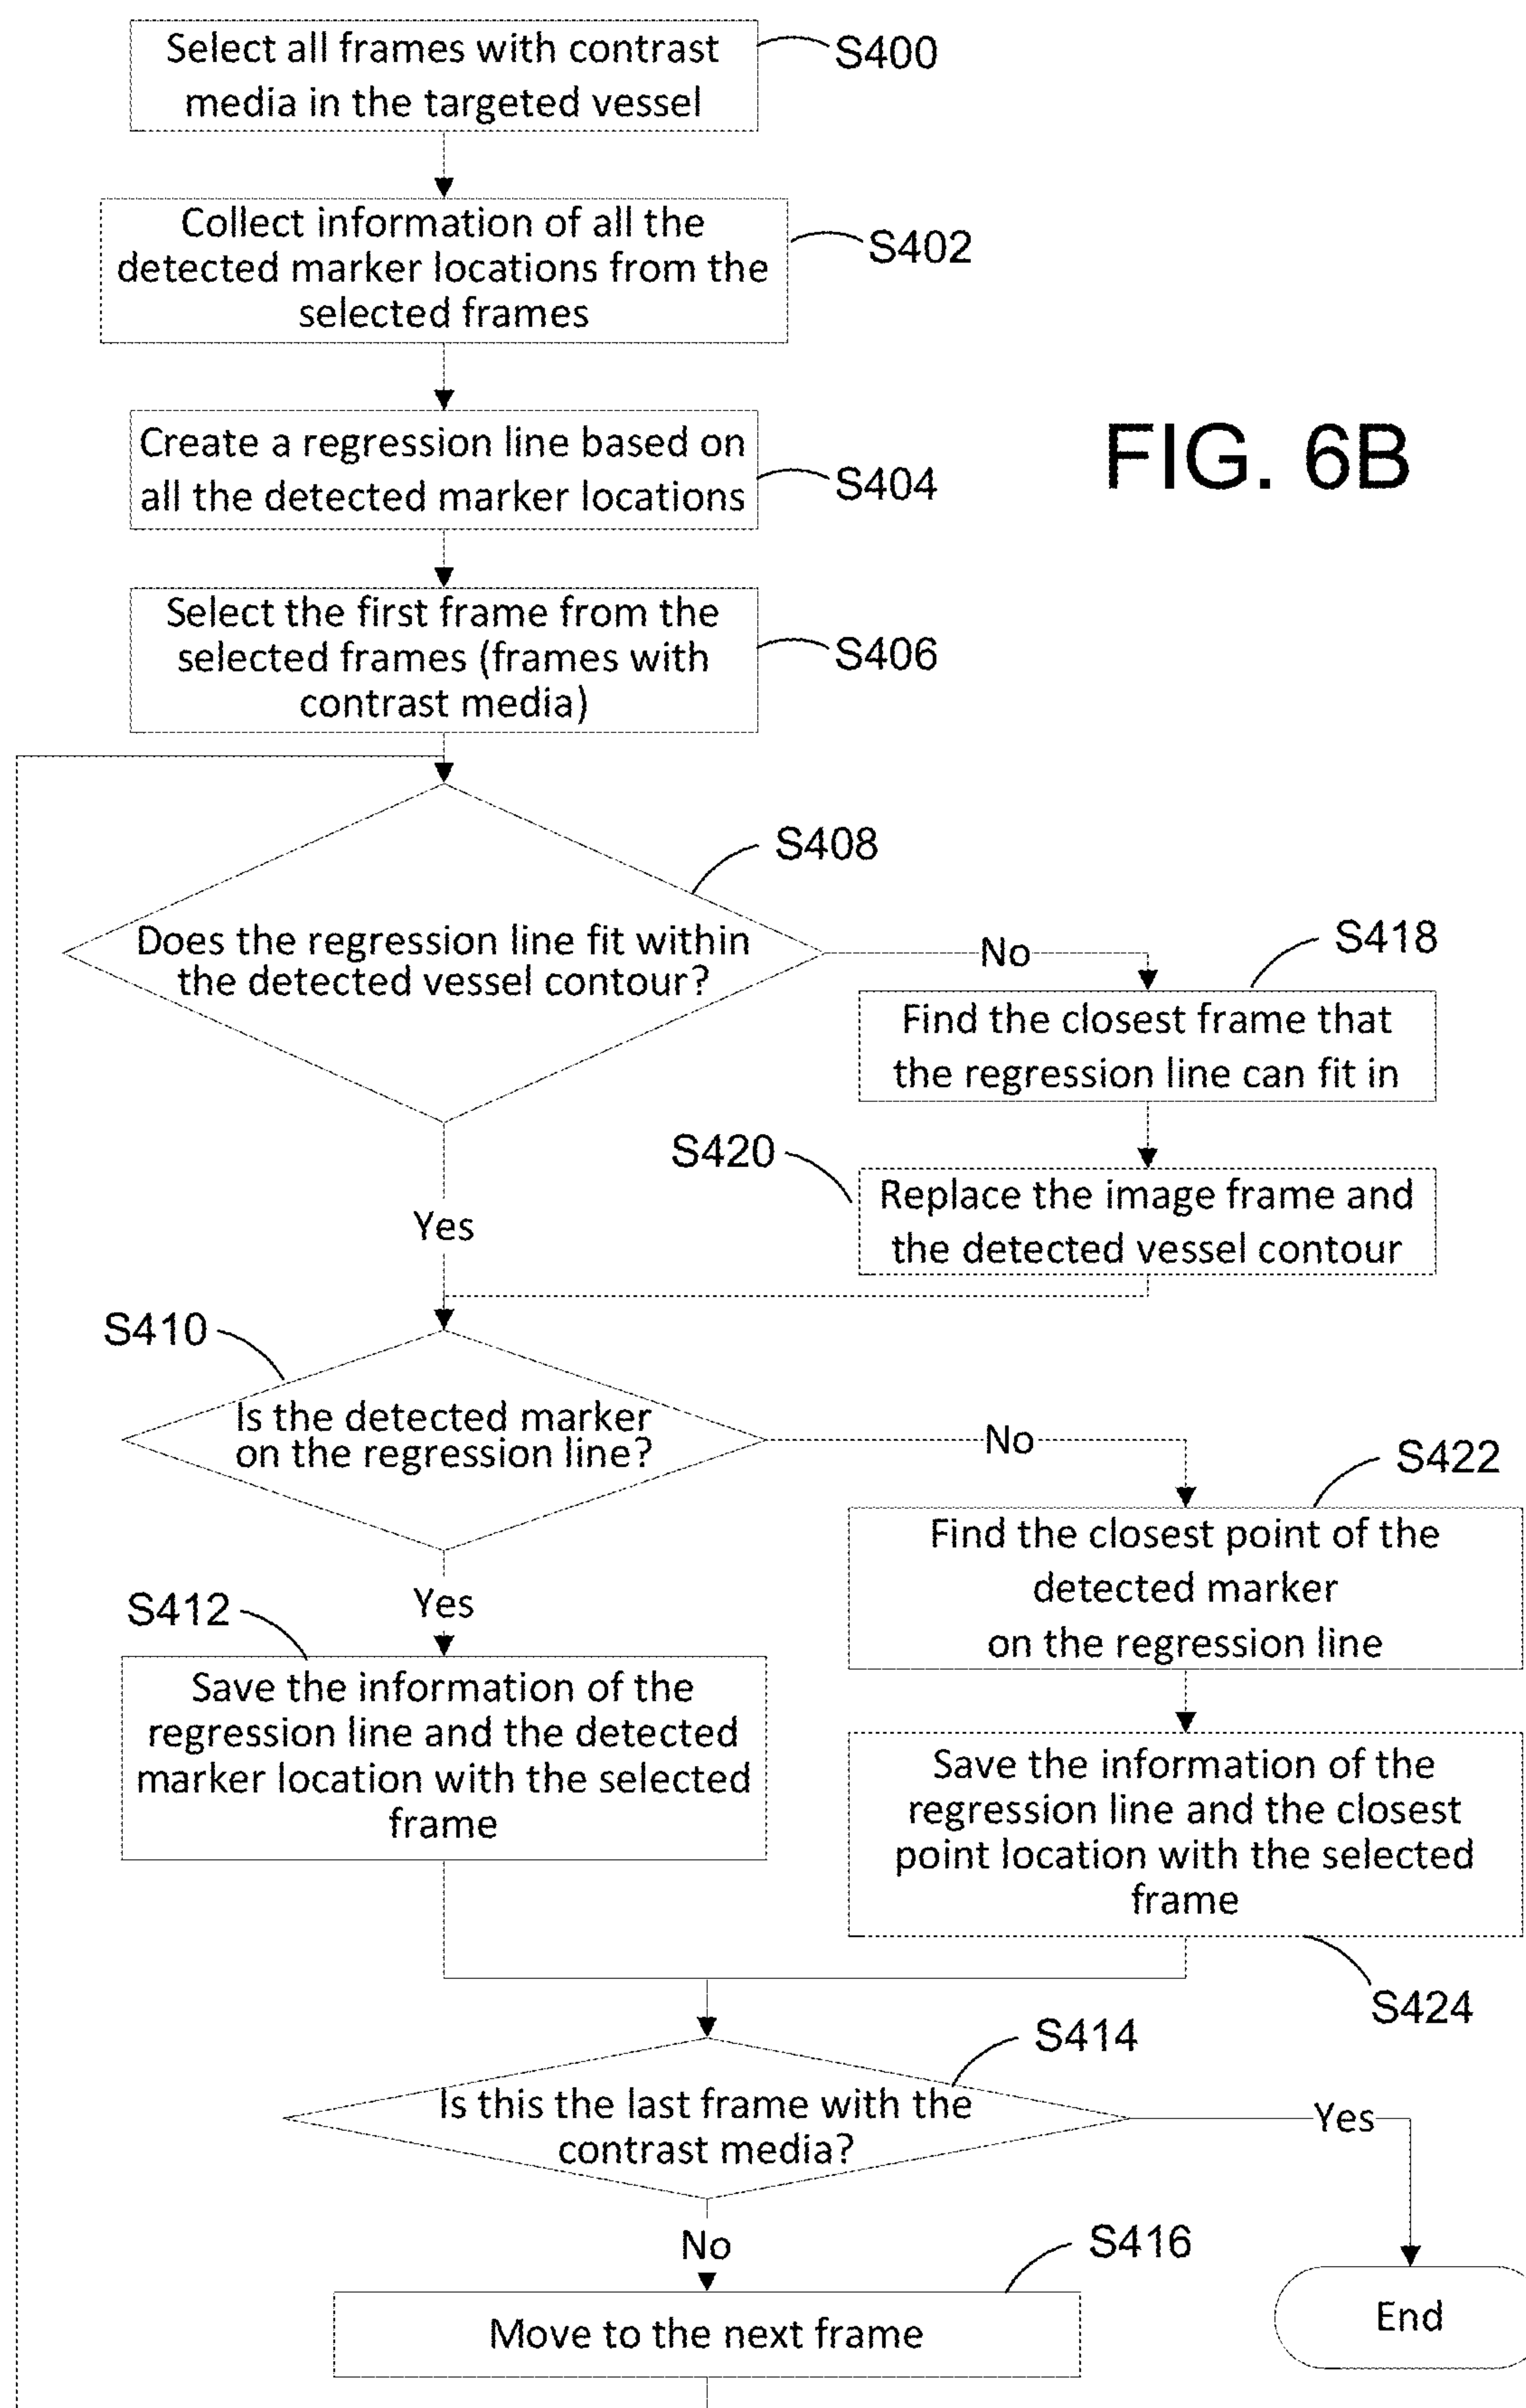 Select all frames with contrast
media in the targeted vessel
S400
Collect information of all the
detected marker locations from the
selected frames
S402
Create a regression line based on
all the detected marker locations
S404
FIG. 6B
Select the first frame from the
selected frames (frames with
contrast media)
S406
S408
Does the regression line fit within
the detected vessel contour?
No
S418
Find the closest frame that
the regression line can fit in
S420
Replace the image frame and
the detected vessel contour
Yes
S410
Is the detected marker
on the regression line?
No
S422
Find the closest point of the
detected marker
on the regression line
Yes
S412
Save the information of the
regression line and the detected
marker location with the selected
frame
Save the information of the
regression line and the closest
point location with the selected
frame
S424
S414
Is this the last frame with the
contrast media?
Yes
No
S416
Move to the next frame
End